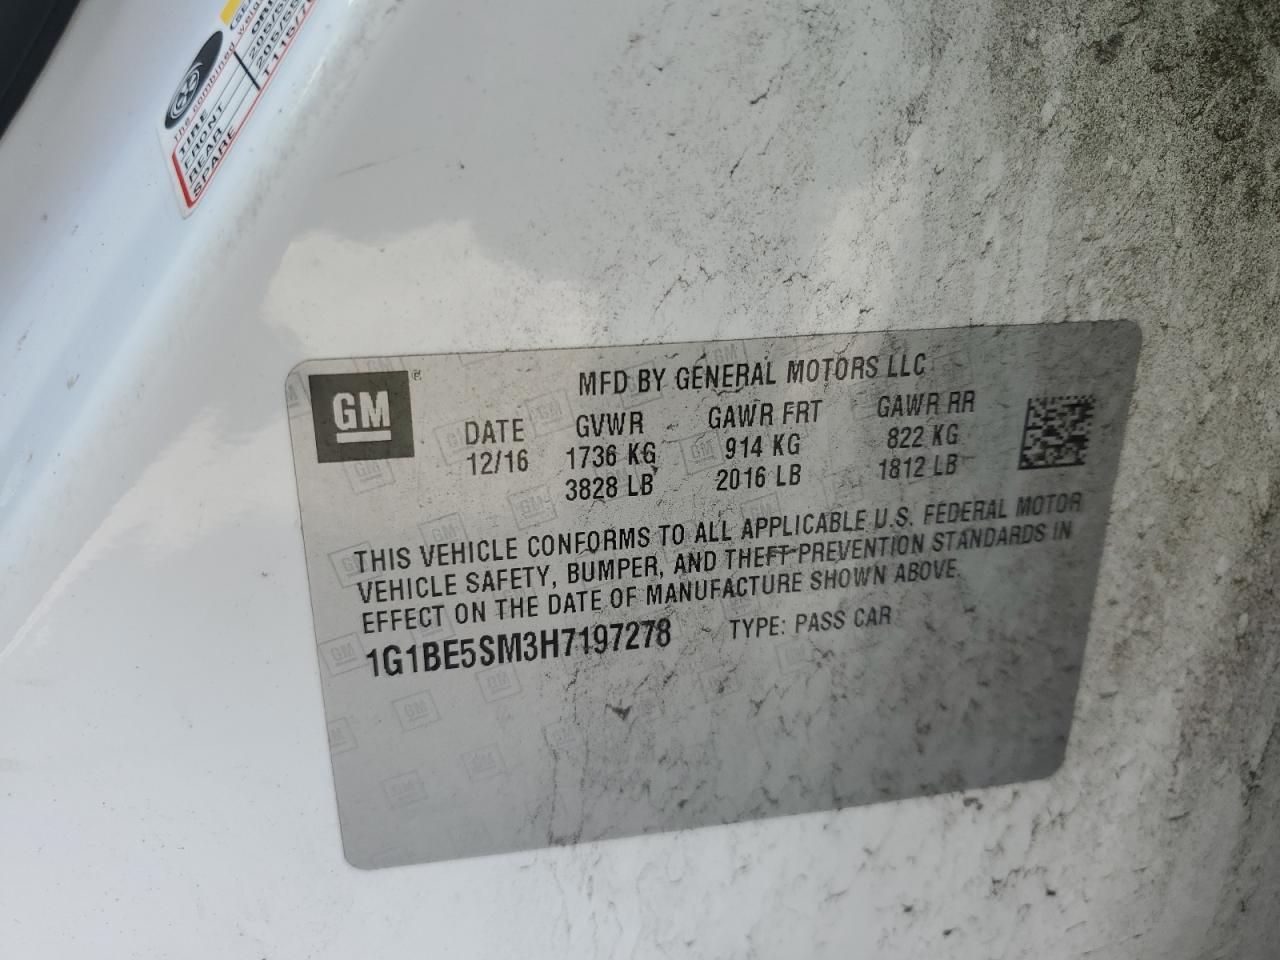 The combined
TIRE
FRONT
REAR
SPARE
GM
MFD BY GENERAL MOTORS LLC
DATE GVWR GAWR FRT GAWR RR
12/16 1736 KG 914 KG 822 KG
3828 LB 2016 LB 1812 LB
THIS VEHICLE CONFORMS TO ALL APPLICABLE U.S. FEDERAL MOTOR
VEHICLE SAFETY, BUMPER, AND THEFT PREVENTION STANDARDS IN
EFFECT ON THE DATE OF MANUFACTURE SHOWN ABOVE.
1G1BE5SM3H7197278 TYPE: PASS CAR